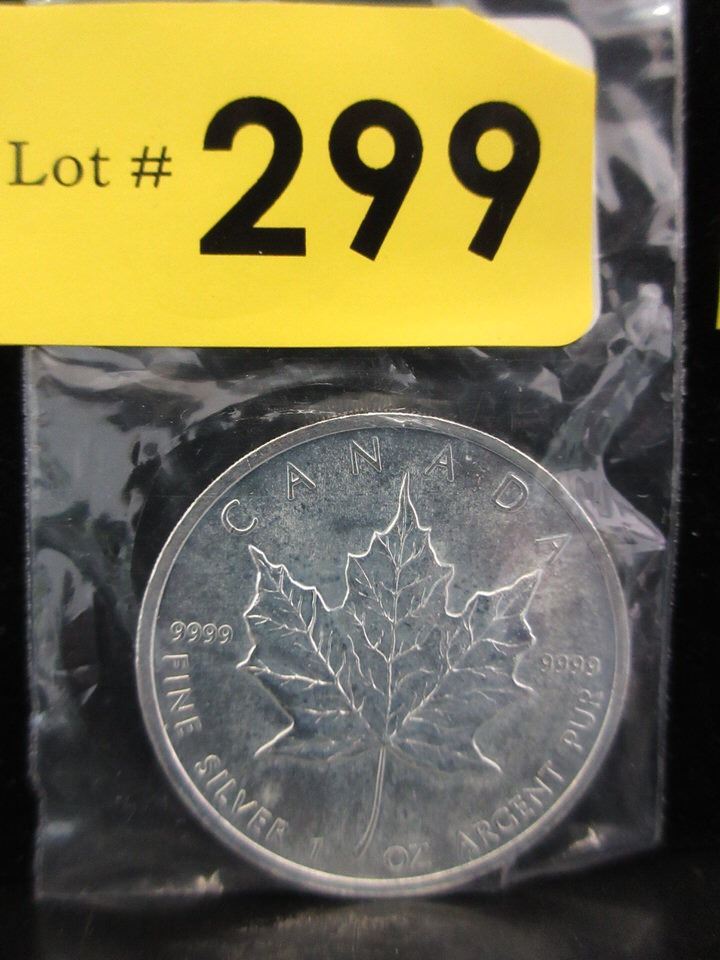 Lot # 299
CANADA
9999
9999
FINE SILVER 1 OZ ARGENT PUR